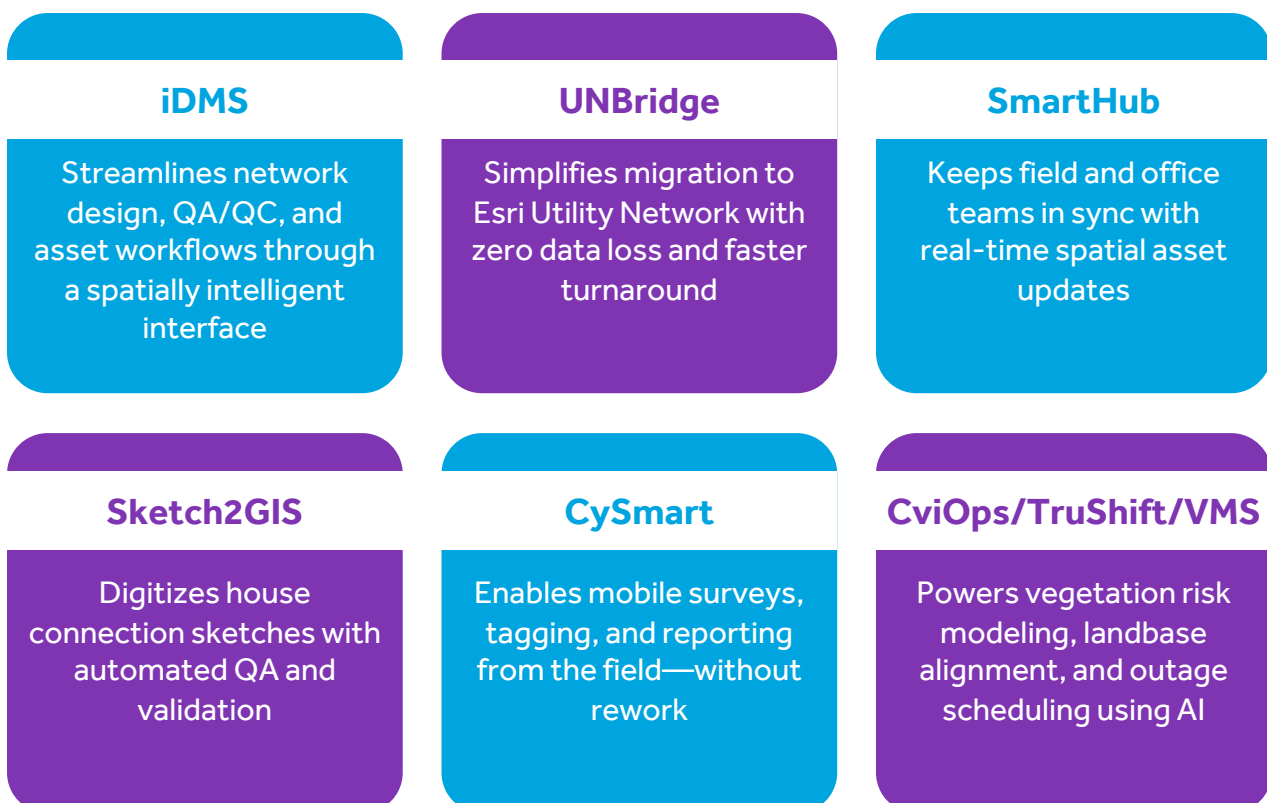 iDMS
Streamlines network
design, QA/QC, and
asset workflows through
a spatially intelligent
interface
UNBridge
Simplifies migration to
Esri Utility Network with
zero data loss and faster
turnaround
SmartHub
Keeps field and office
teams in sync with
real-time spatial asset
updates
Sketch2GIS
Digitizes house
connection sketches with
automated QA and
validation
CySmart
Enables mobile surveys,
tagging, and reporting
from the field—without
rework
CviOps/TruShift/VMS
Powers vegetation risk
modeling, landbase
alignment, and outage
scheduling using AI